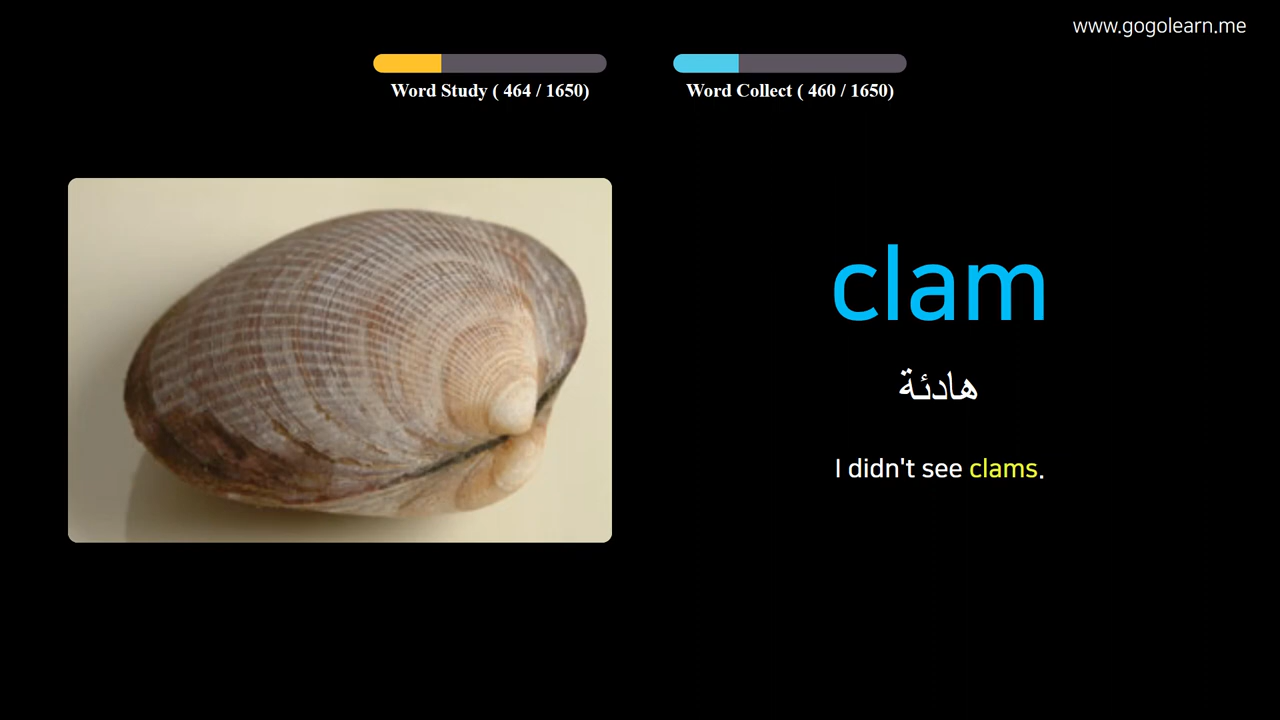 www.gogolearn.me
Word Study ( 464 / 1650)
Word Collect ( 460 / 1650)
clam
هادئة
I didn't see clams.